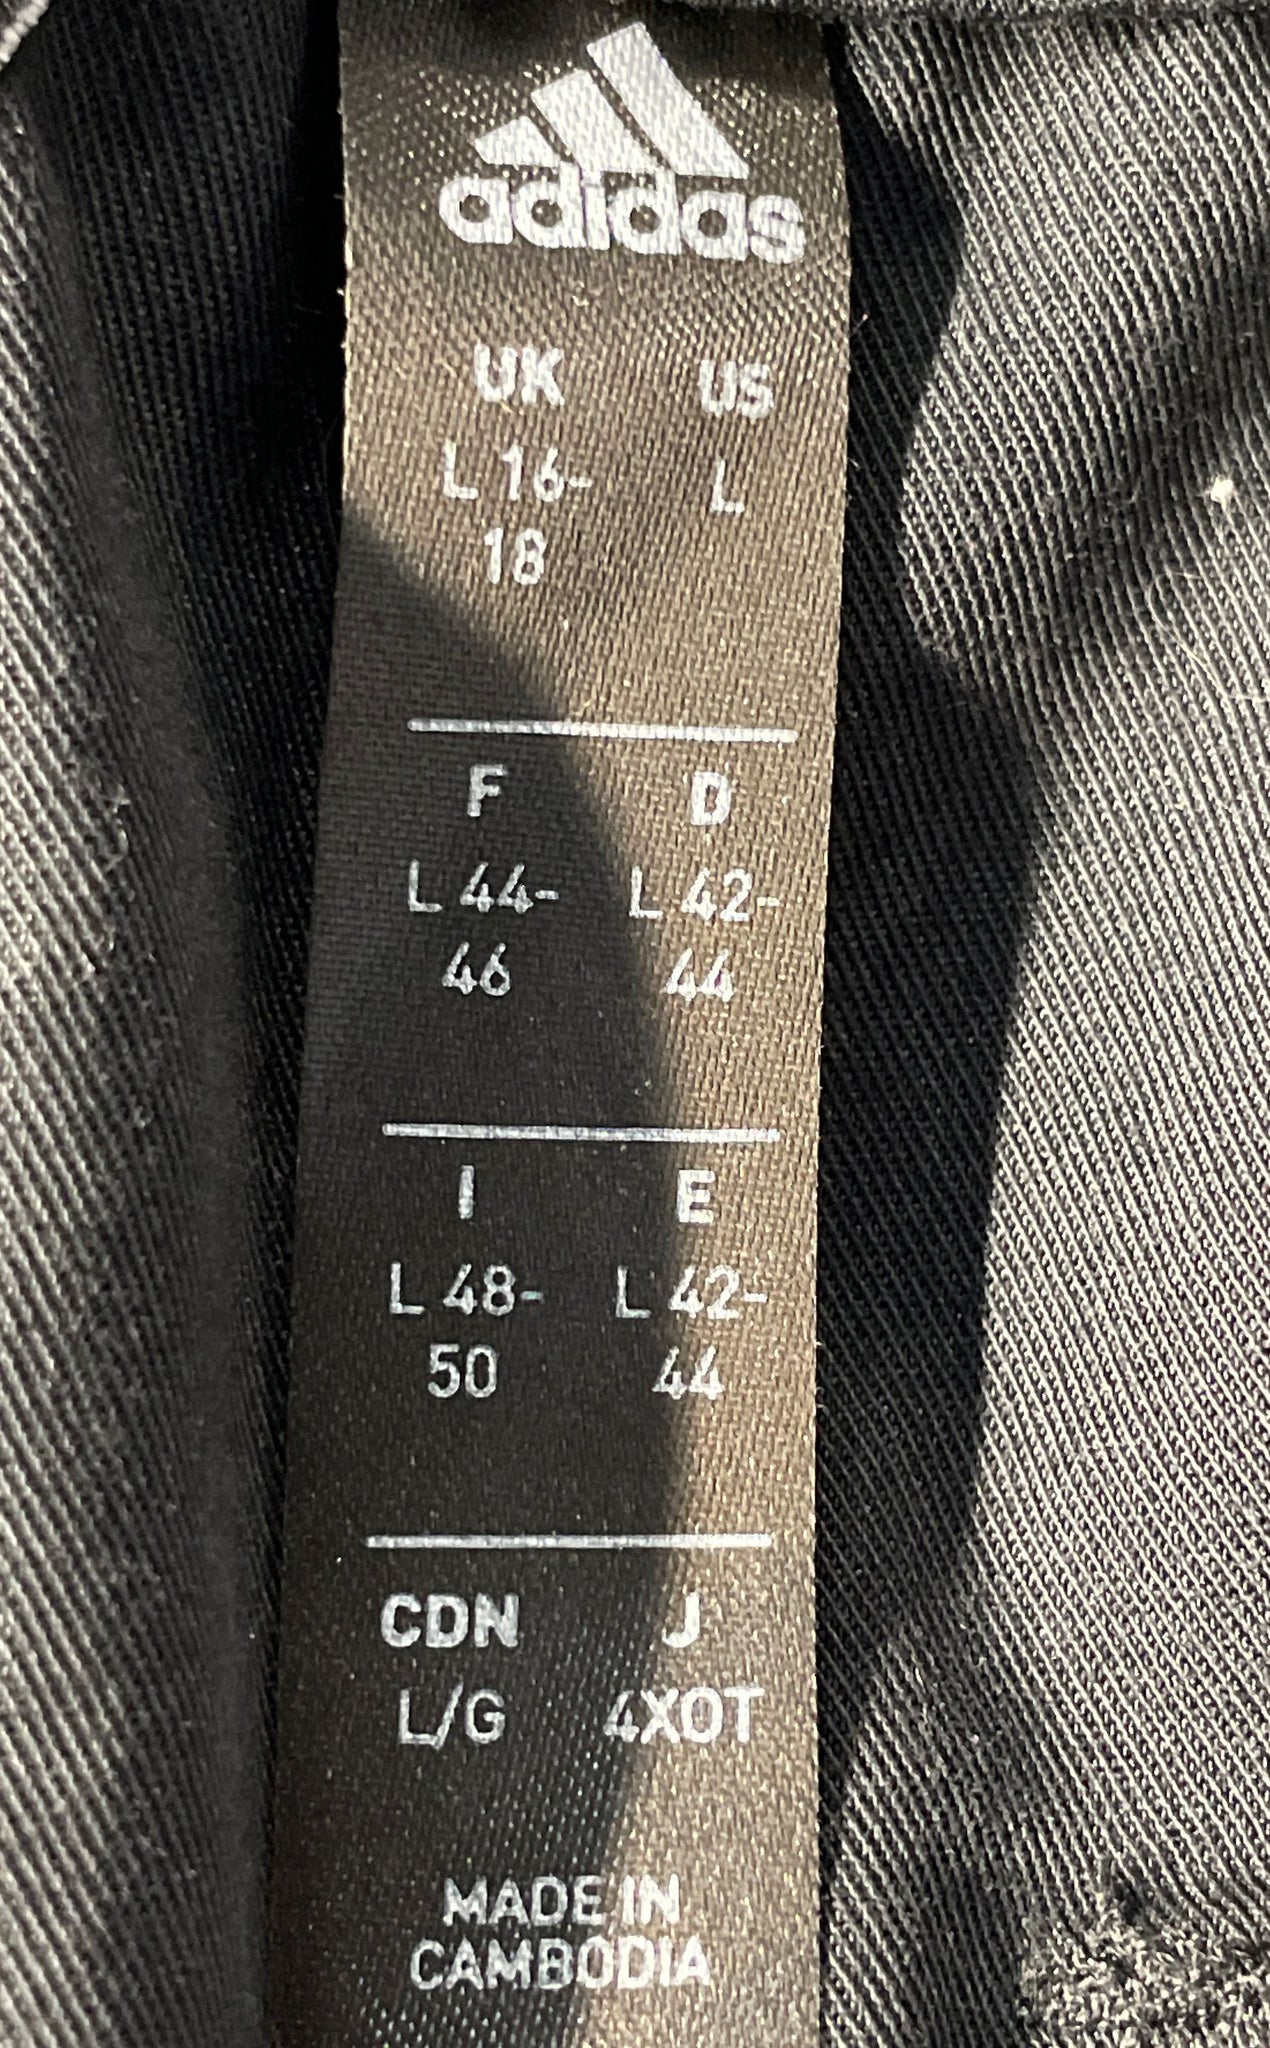 adidas
UK US
L 16- L
18
F D
L 44- L 42-
46 44
I E
L 48- L 42-
50 44
CDN J
L/G 4XOT
MADE IN
CAMBODIA